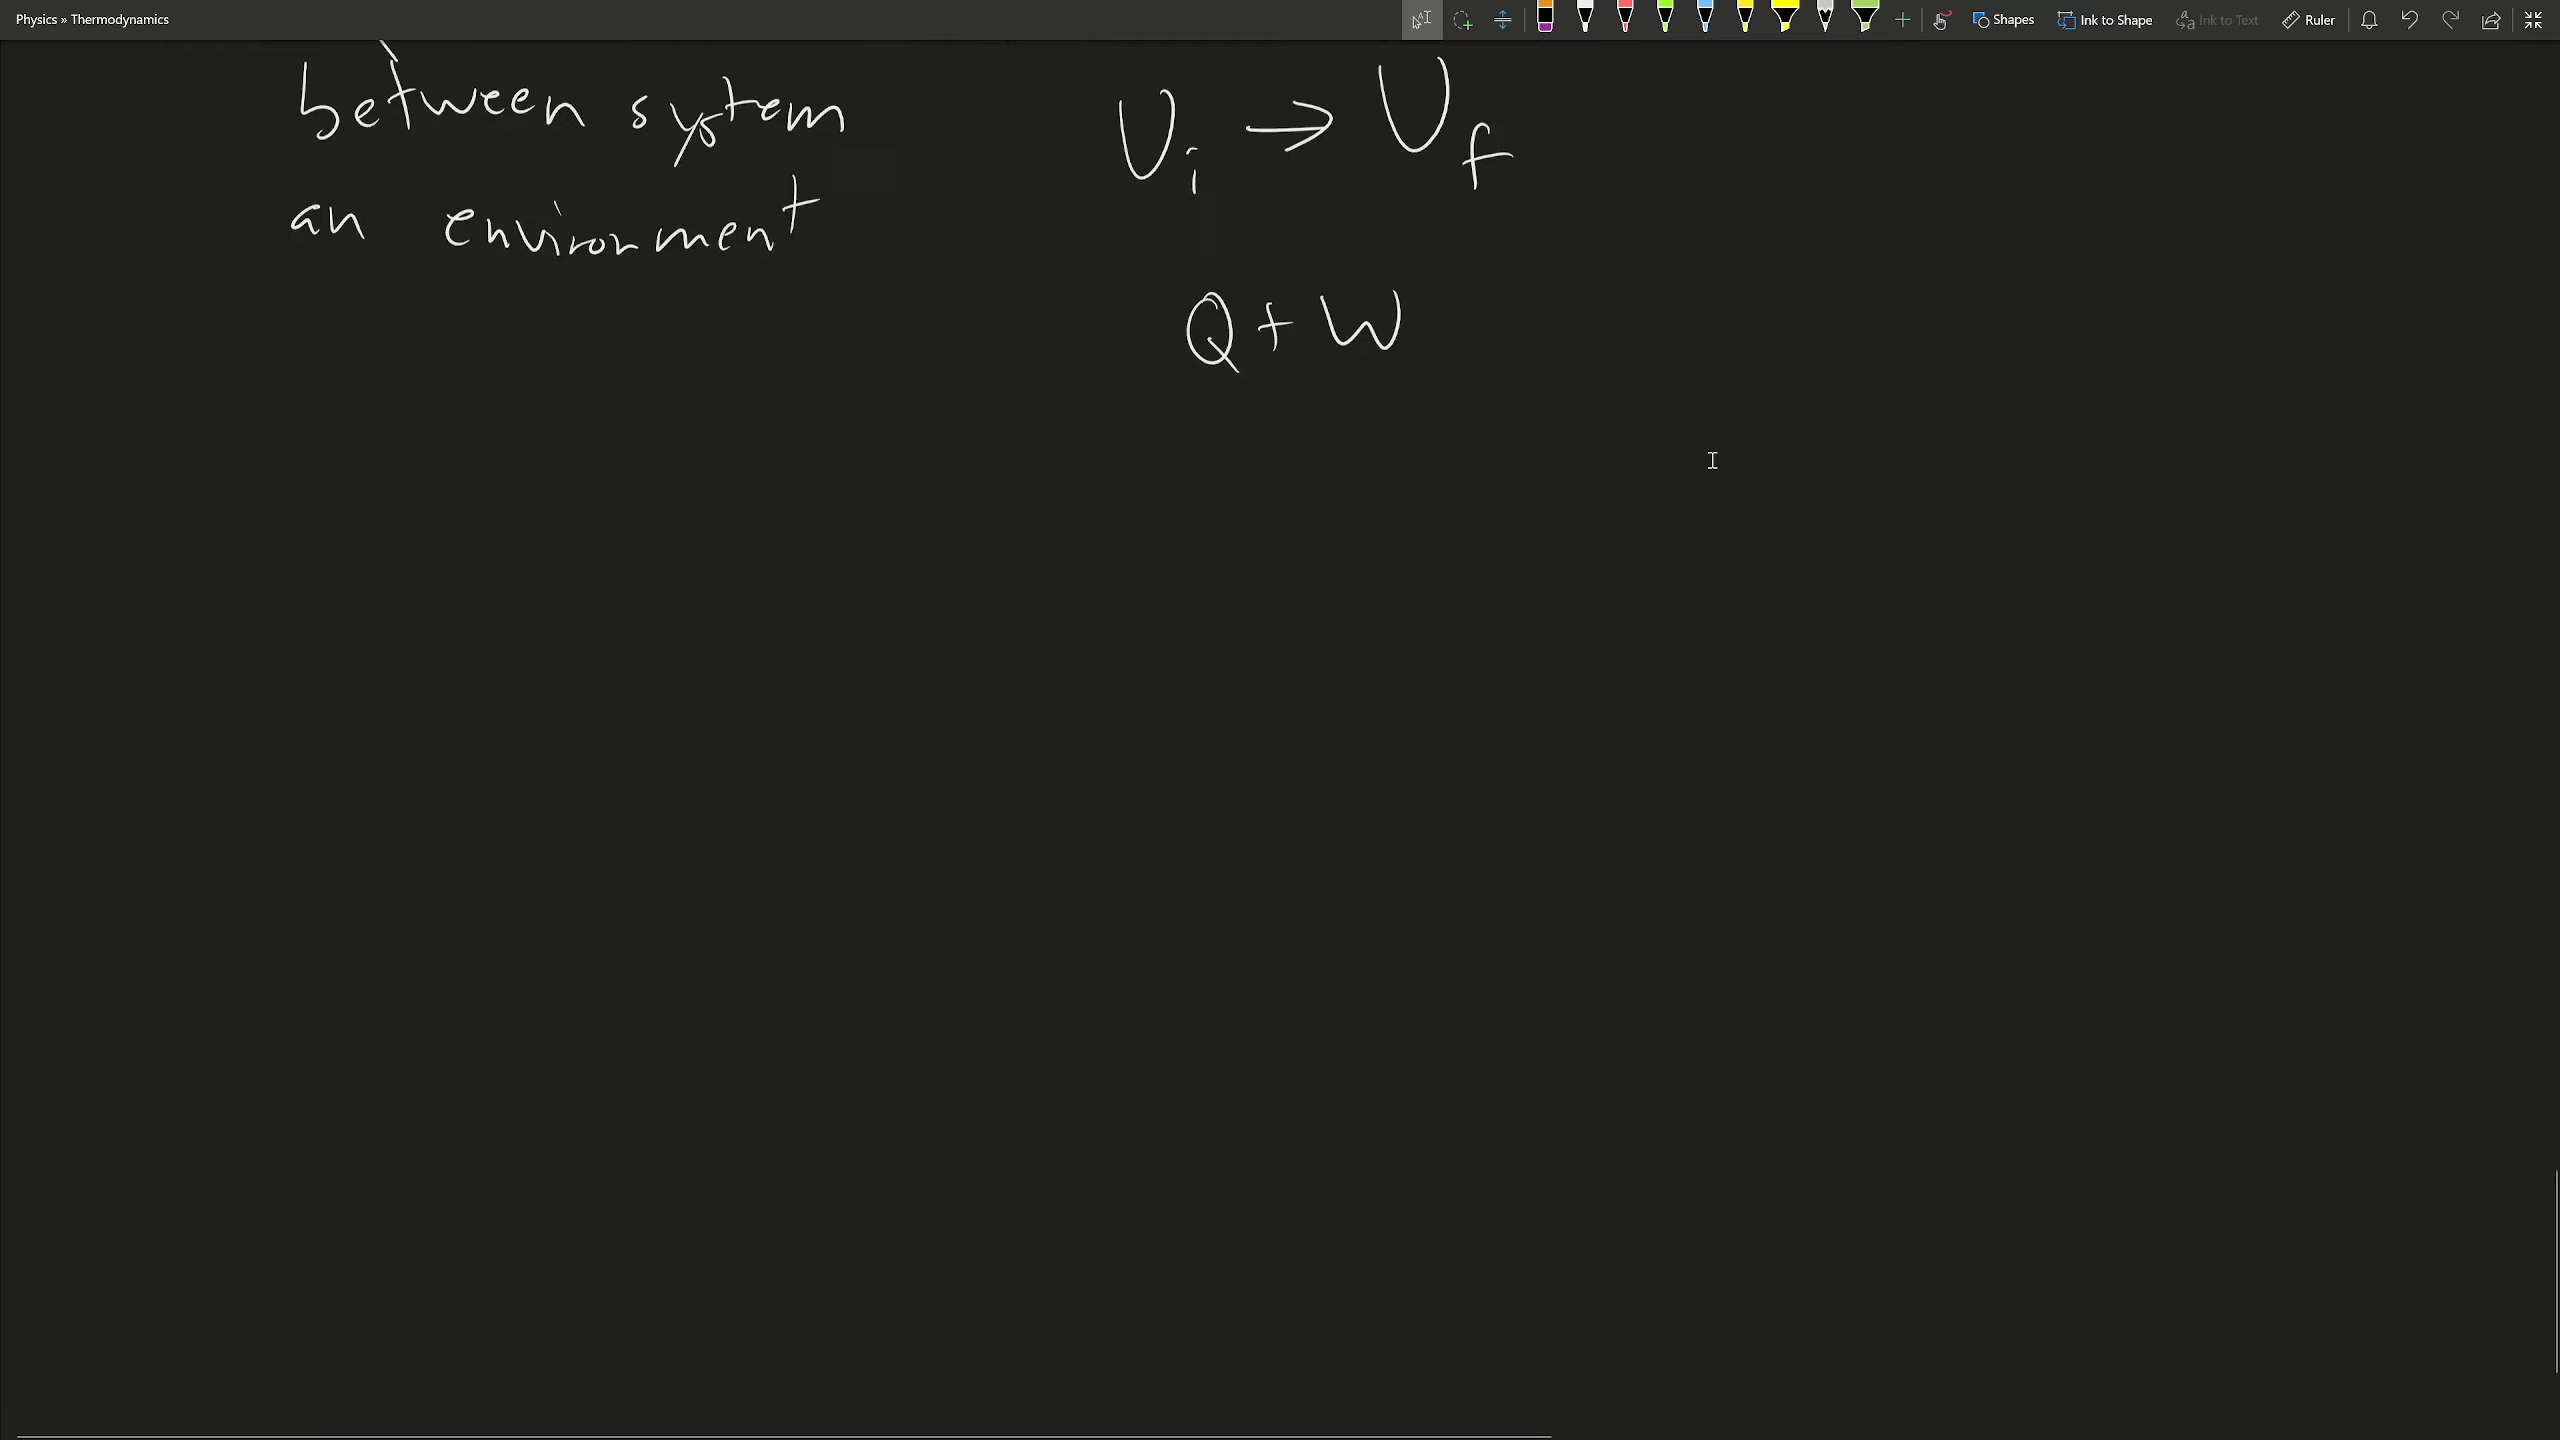 Physics » Thermodynamics
Shapes
Ink to Shape
Ink to Text
Ruler
between system
an environment
U_i → U_f
Q + W